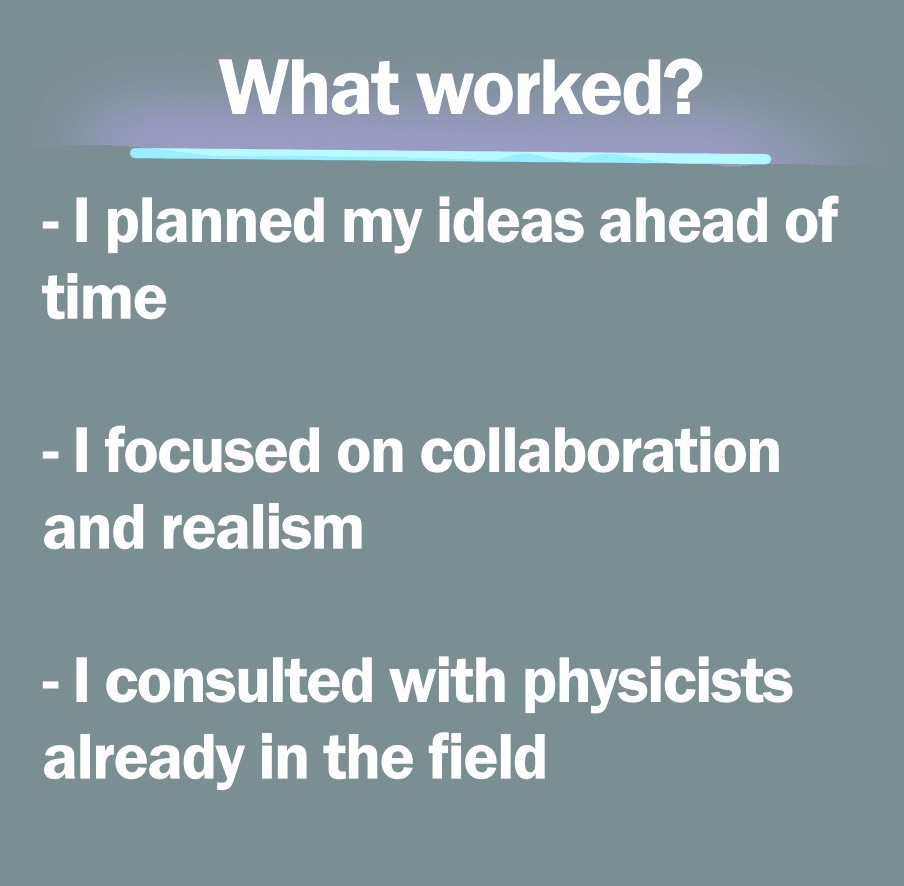 What worked?
- I planned my ideas ahead of
time
- I focused on collaboration
and realism
- I consulted with physicists
already in the field